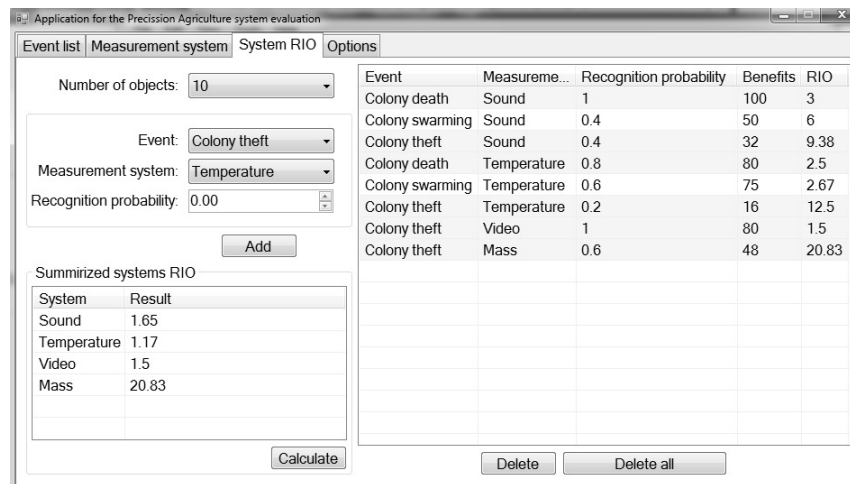 Application for the Precission Agriculture system evaluation
Event list Measurement system System RIO Options
Number of objects: 10
Event: Colony theft
Measurement system: Temperature
Recognition probability: 0.00
Add
Summirized systems RIO
System Result
Sound 1.65
Temperature 1.17
Video 1.5
Mass 20.83
Calculate
Event Measureme... Recognition probability Benefits RIO
Colony death Sound 1 100 3
Colony swarming Sound 0.4 50 6
Colony theft Sound 0.4 32 9.38
Colony death Temperature 0.8 80 2.5
Colony swarming Temperature 0.6 75 2.67
Colony theft Temperature 0.2 16 12.5
Colony theft Video 1 80 1.5
Colony theft Mass 0.6 48 20.83
Delete Delete all